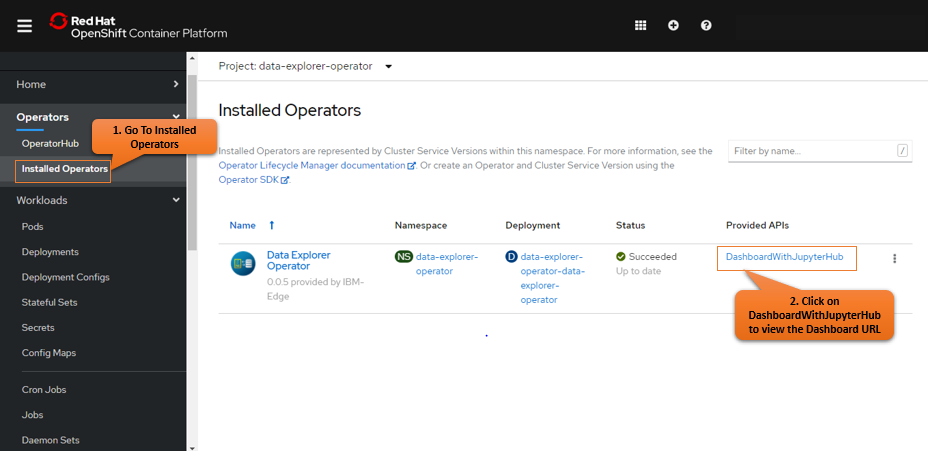 Red Hat
OpenShift Container Platform
Project: data-explorer-operator
Home
Operators
OperatorHub
Installed Operators
Workloads
Pods
Deployments
Deployment Configs
Stateful Sets
Secrets
Config Maps
Cron Jobs
Jobs
Daemon Sets
1. Go To Installed
Operators
Installed Operators
Installed Operators are represented by Cluster Service Versions within this namespace. For more information, see the
Operator Lifecycle Manager documentation. Or create an Operator and Cluster Service Version using the
Operator SDK.
Filter by name...
/
Name Namespace Deployment Status Provided APIs
Data Explorer
Operator
0.0.5 provided by IBM-
Edge
NS data-explorer-
operator
D data-explorer-
operator-data-
explorer-
operator
Succeeded
Up to date
DashboardWithJupyterHub
2. Click on
DashboardWithJupyterHub
to view the Dashboard URL